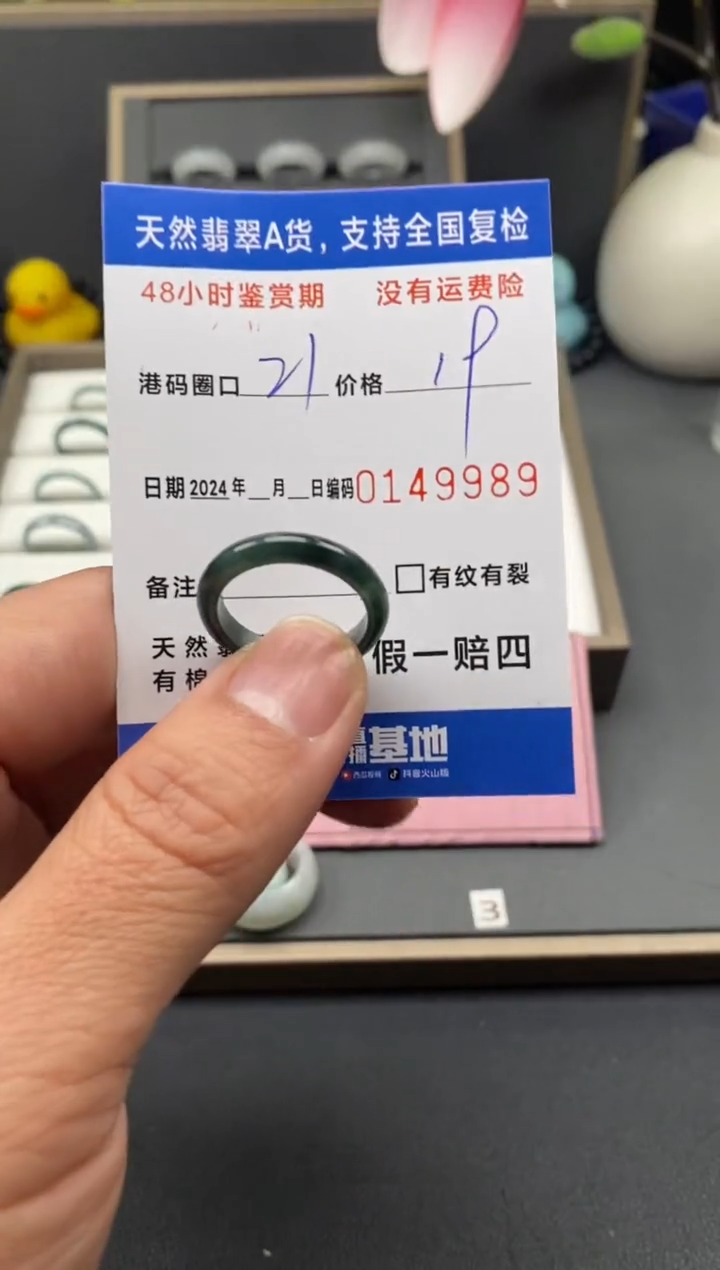 天然翡翠A货，支持全国复检
48小时鉴赏期 没有运费险
港码圈口 21 价格 19
日期2024年__月__日编码0149989
备注 □有纹有裂
天然 假一赔四
有棉
直播基地
西瓜视频 抖音火山版
3